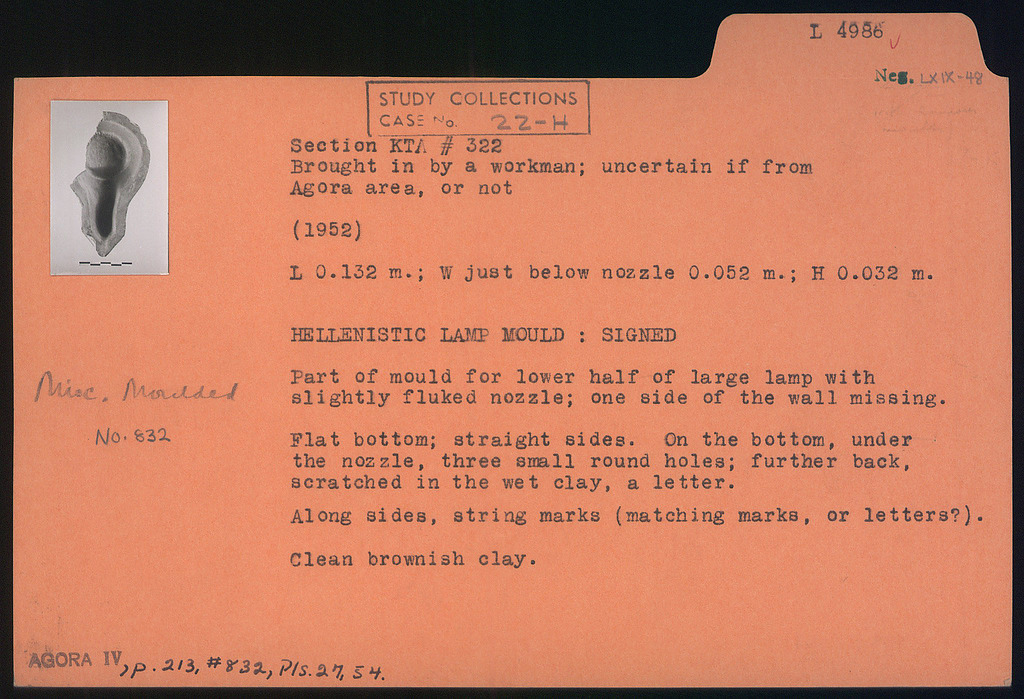 L 4986
Neg. LXIX-48
STUDY COLLECTIONS
CASE No. 22-H
Section KTA # 322
Brought in by a workman; uncertain if from
Agora area, or not
(1952)
L 0.132 m.; W just below nozzle 0.052 m.; H 0.032 m.
HELLENISTIC LAMP MOULD : SIGNED
Part of mould for lower half of large lamp with
slightly fluked nozzle; one side of the wall missing.
Misc. Moulded
No. 832
Flat bottom; straight sides. On the bottom, under
the nozzle, three small round holes; further back,
scratched in the wet clay, a letter.
Along sides, string marks (matching marks, or letters?).
Clean brownish clay.
AGORA IV, p. 213, #832, Pls. 27, 54.